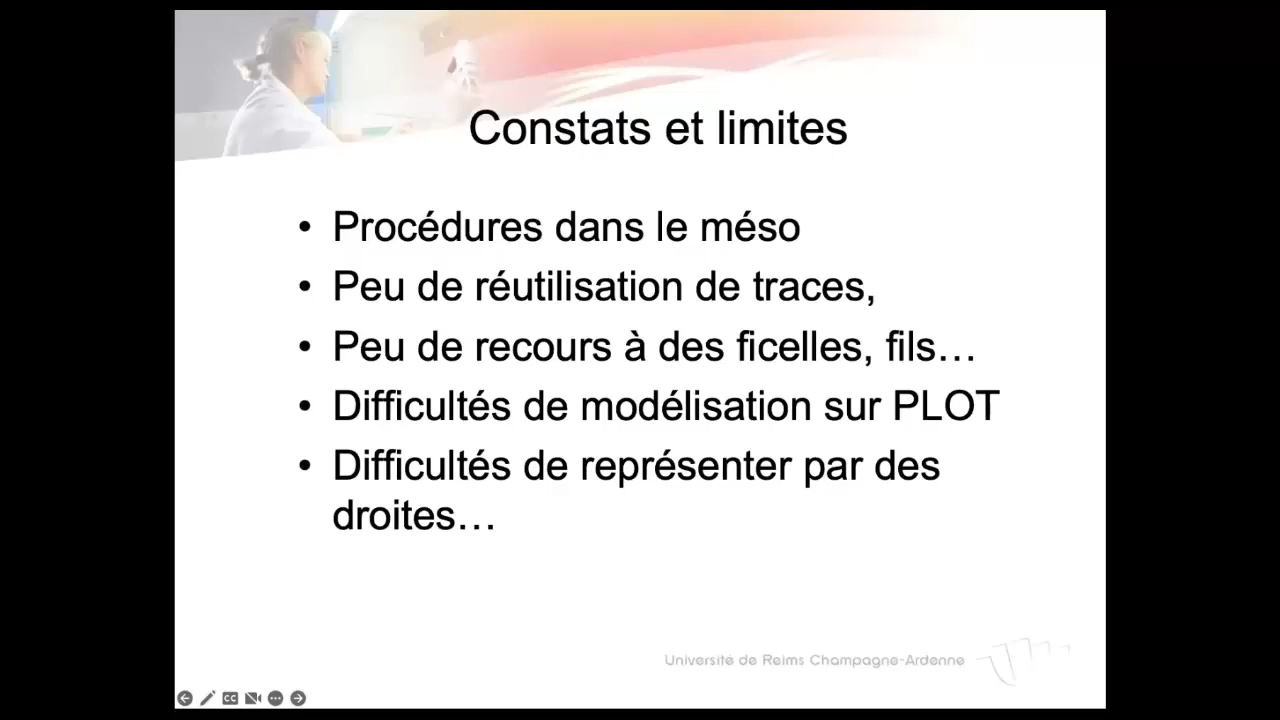 Constats et limites
• Procédures dans le méso
• Peu de réutilisation de traces,
• Peu de recours à des ficelles, fils…
• Difficultés de modélisation sur PLOT
• Difficultés de représenter par des
droites…
Université de Reims Champagne-Ardenne
CC